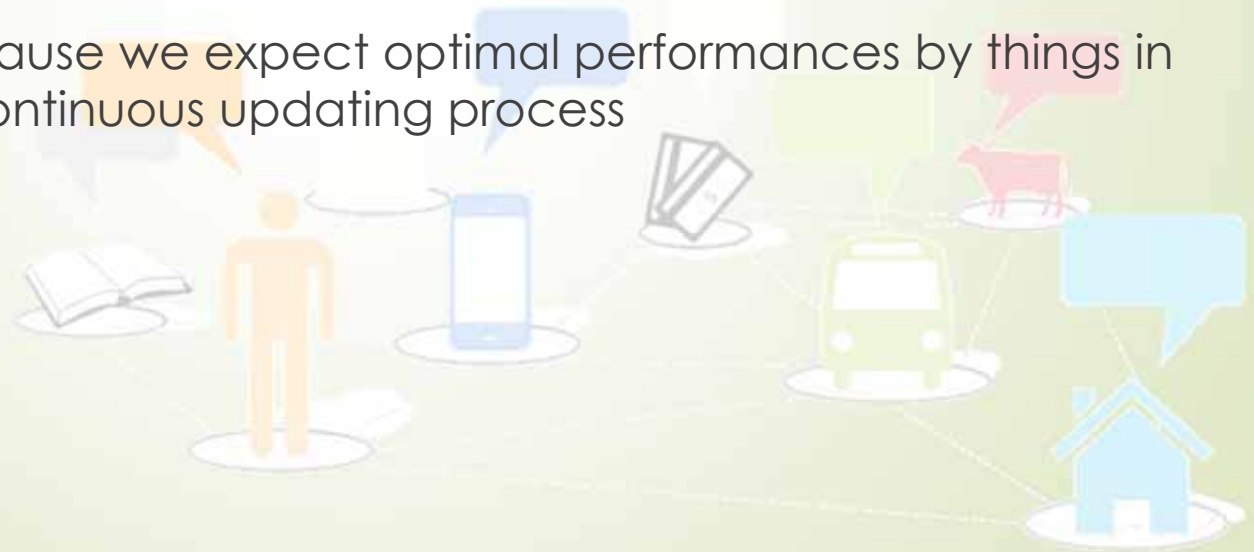 ause we expect optimal performances by things in
ontinuous updating process